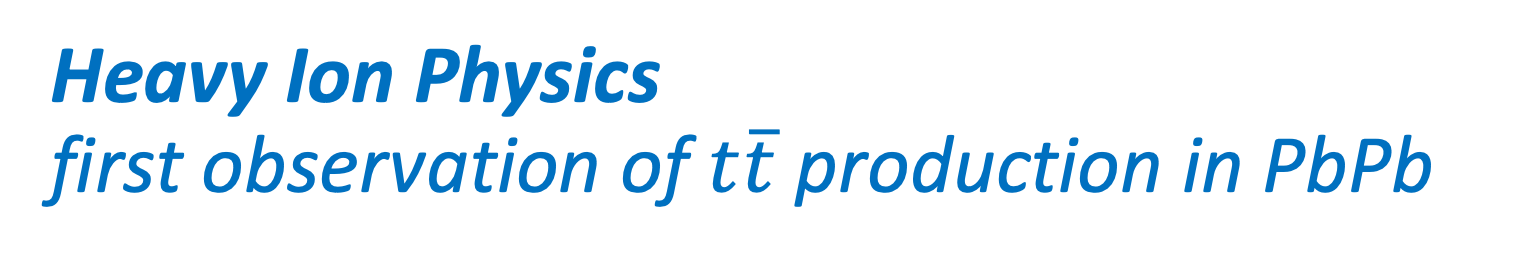 Heavy Ion Physics
first observation of tt̄ production in PbPb